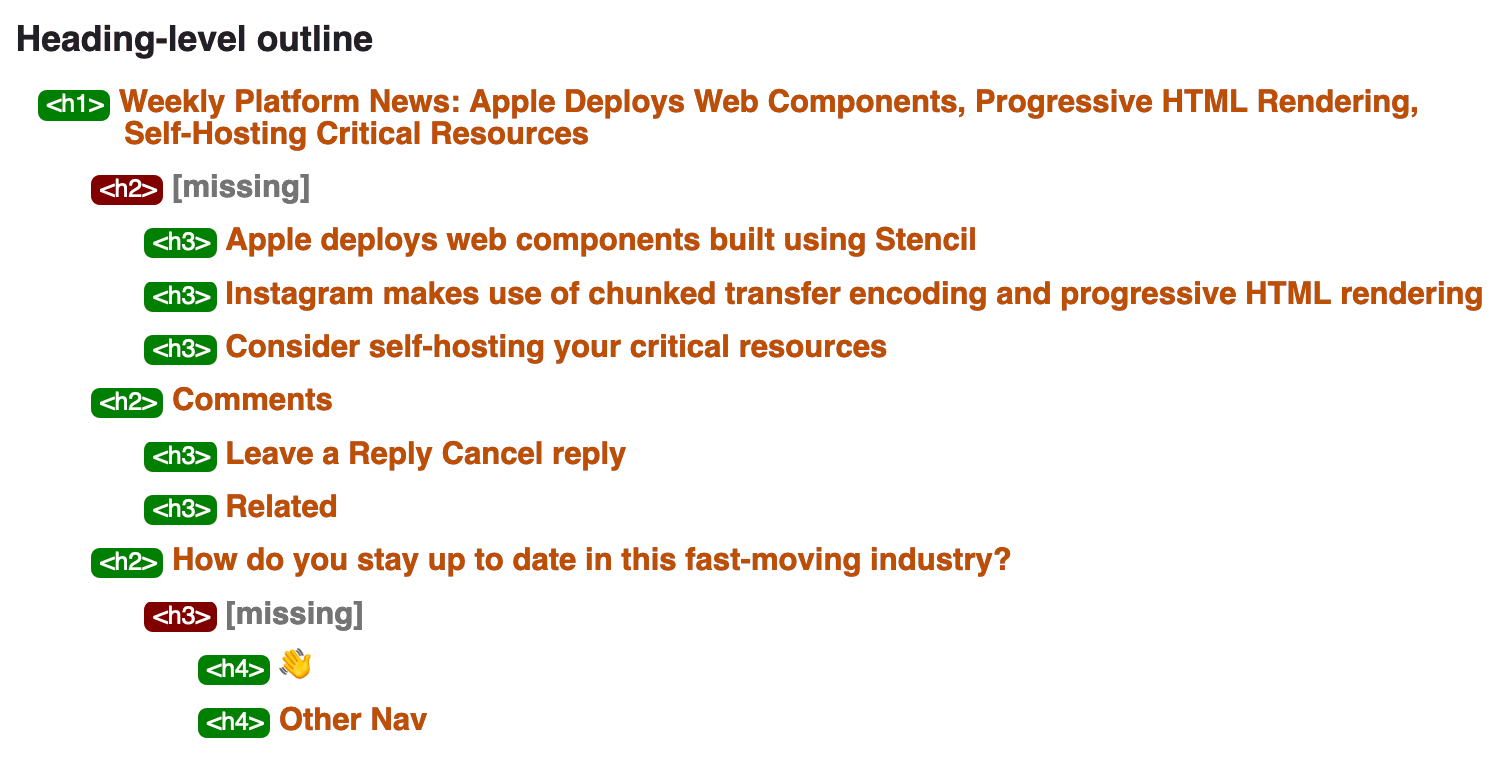 Heading-level outline
<h1> Weekly Platform News: Apple Deploys Web Components, Progressive HTML Rendering,
Self-Hosting Critical Resources
<h2> [missing]
<h3> Apple deploys web components built using Stencil
<h3> Instagram makes use of chunked transfer encoding and progressive HTML rendering
<h3> Consider self-hosting your critical resources
<h2> Comments
<h3> Leave a Reply Cancel reply
<h3> Related
<h2> How do you stay up to date in this fast-moving industry?
<h3> [missing]
<h4> 👋
<h4> Other Nav